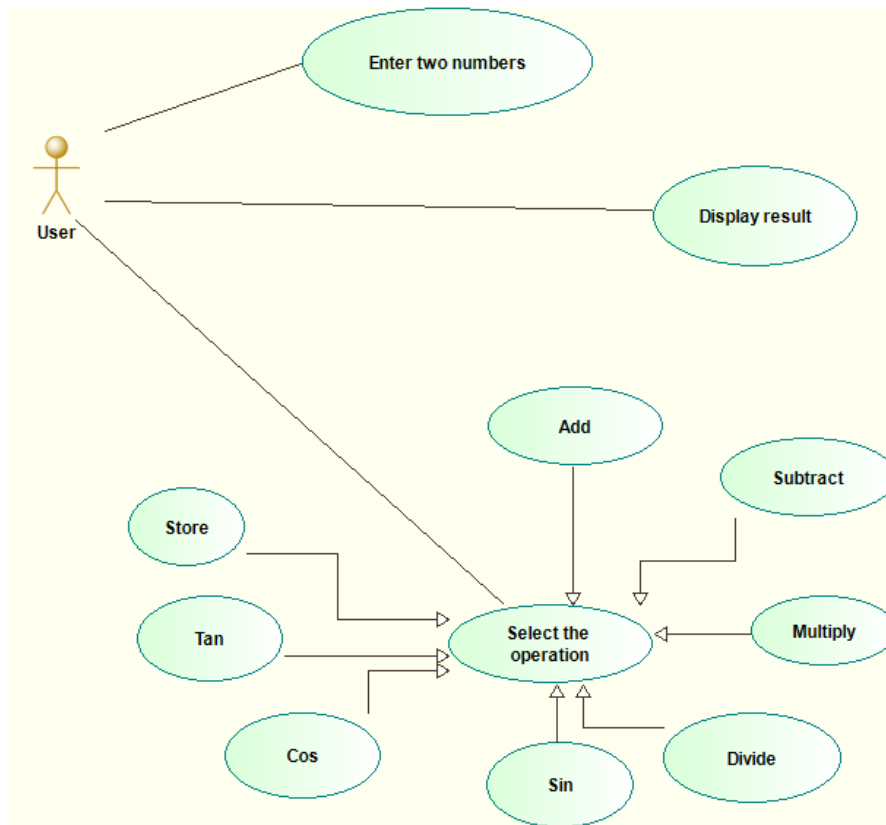 Enter two numbers
Display result
User
Add
Subtract
Store
Select the
operation
Multiply
Tan
Cos
Sin
Divide